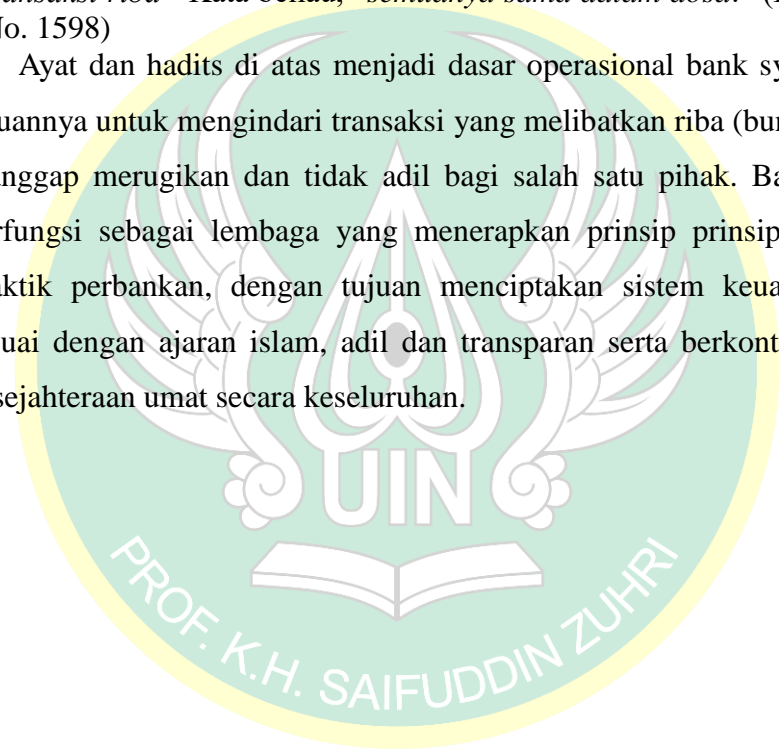 transaksi riba" Kata beliau, "semuanya sama dalam dosa."
No. 1598)
Ayat dan hadits di atas menjadi dasar operasional bank sy
uannya untuk mengindari transaksi yang melibatkan riba (bu
nggap merugikan dan tidak adil bagi salah satu pihak. Ba
rfungsi sebagai lembaga yang menerapkan prinsip prinsip
aktik perbankan, dengan tujuan menciptakan sistem keua
uai dengan ajaran islam, adil dan transparan serta berkont
sejahteraan umat secara keseluruhan.
UIN
PROF. K.H. SAIFUDDIN ZUHRI